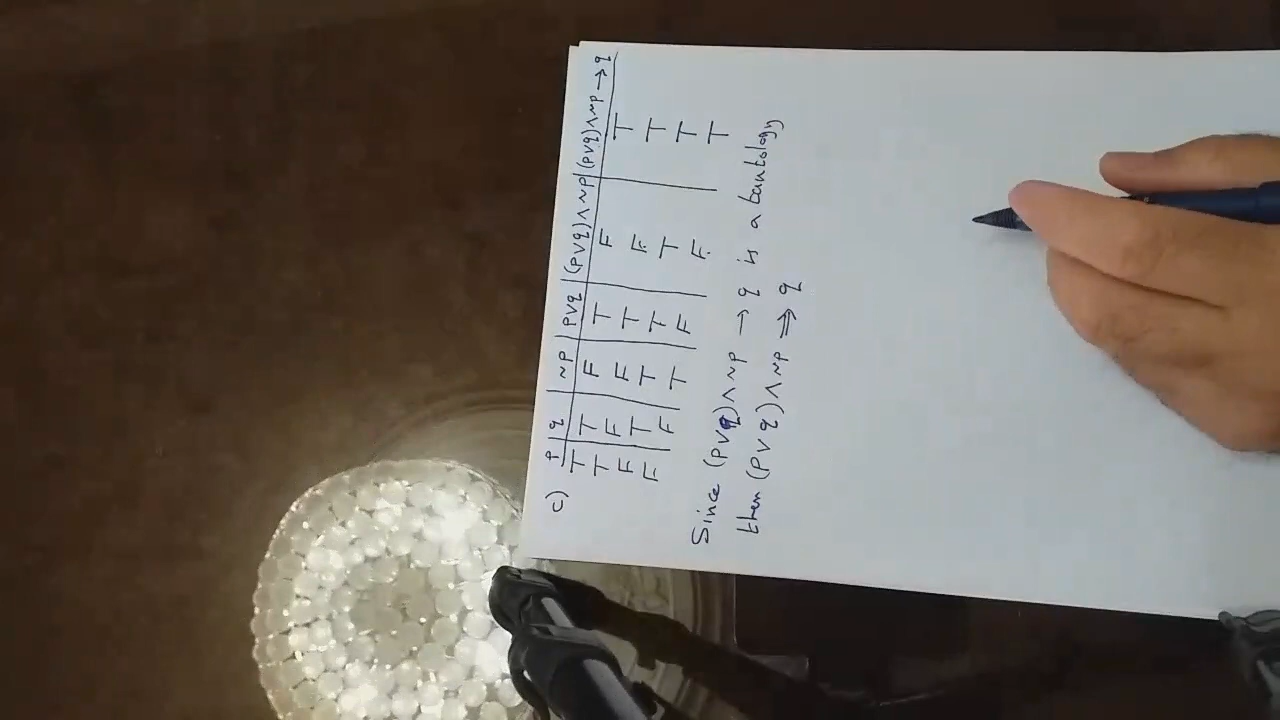 c) p | q | ~p | p∨q | (p∨q)∧~p | (p∨q)∧~p→q
T T F T F T
T F F T F T
F T T T T T
F F T F F T
Since (p∨q)∧~p → q is a tautology
then (p∨q)∧~p ⇒ q